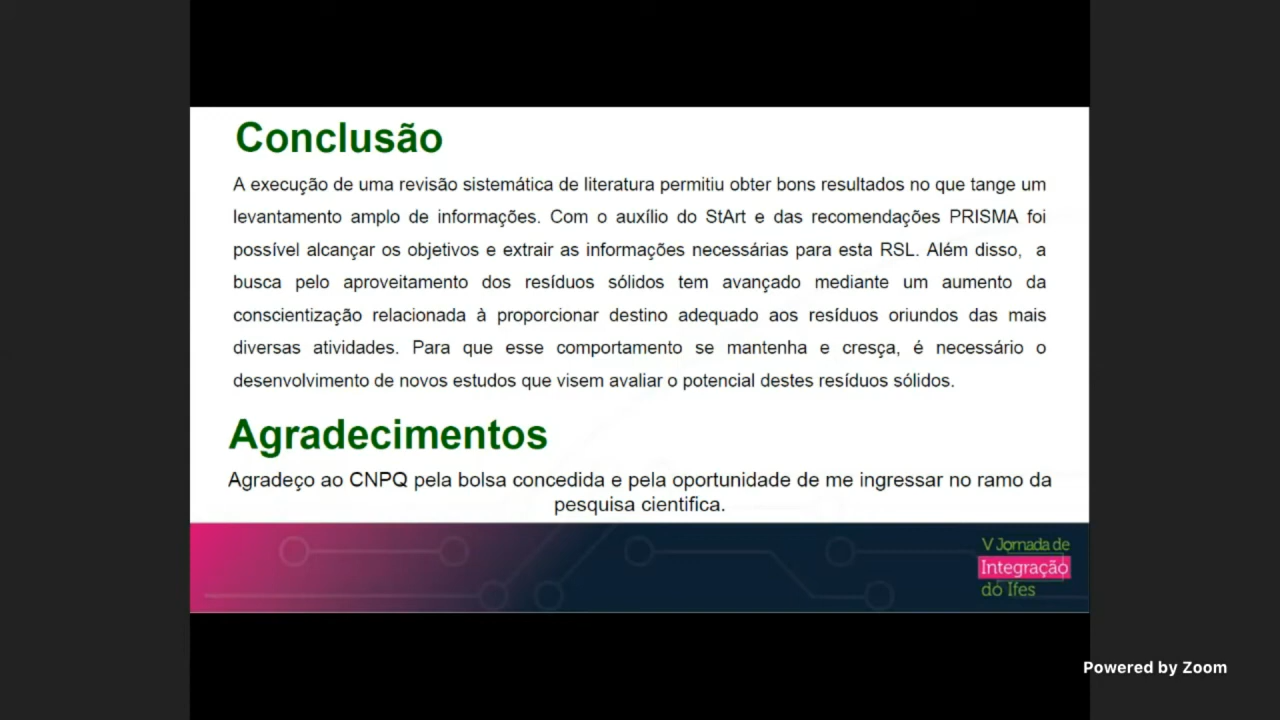 Conclusão
A execução de uma revisão sistemática de literatura permitiu obter bons resultados no que tange um
levantamento amplo de informações. Com o auxílio do StArt e das recomendações PRISMA foi
possível alcançar os objetivos e extrair as informações necessárias para esta RSL. Além disso, a
busca pelo aproveitamento dos resíduos sólidos tem avançado mediante um aumento da
conscientização relacionada à proporcionar destino adequado aos resíduos oriundos das mais
diversas atividades. Para que esse comportamento se mantenha e cresça, é necessário o
desenvolvimento de novos estudos que visem avaliar o potencial destes resíduos sólidos.
Agradecimentos
Agradeço ao CNPQ pela bolsa concedida e pela oportunidade de me ingressar no ramo da
pesquisa cientifica.
V Jornada de
Integração
do Ifes
Powered by Zoom